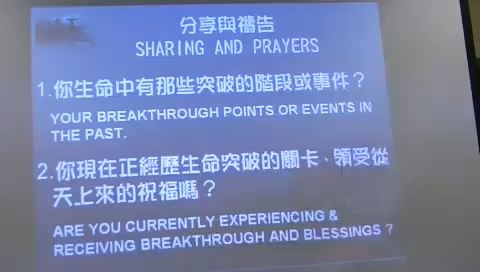 分享與禱告
SHARING AND PRAYERS
1.你生命中有那些突破的階段或事件？
YOUR BREAKTHROUGH POINTS OR EVENTS IN
THE PAST.
2.你現在正經歷生命突破的關卡、領受從
天上來的祝福嗎？
ARE YOU CURRENTLY EXPERIENCING &
RECEIVING BREAKTHROUGH AND BLESSINGS ?